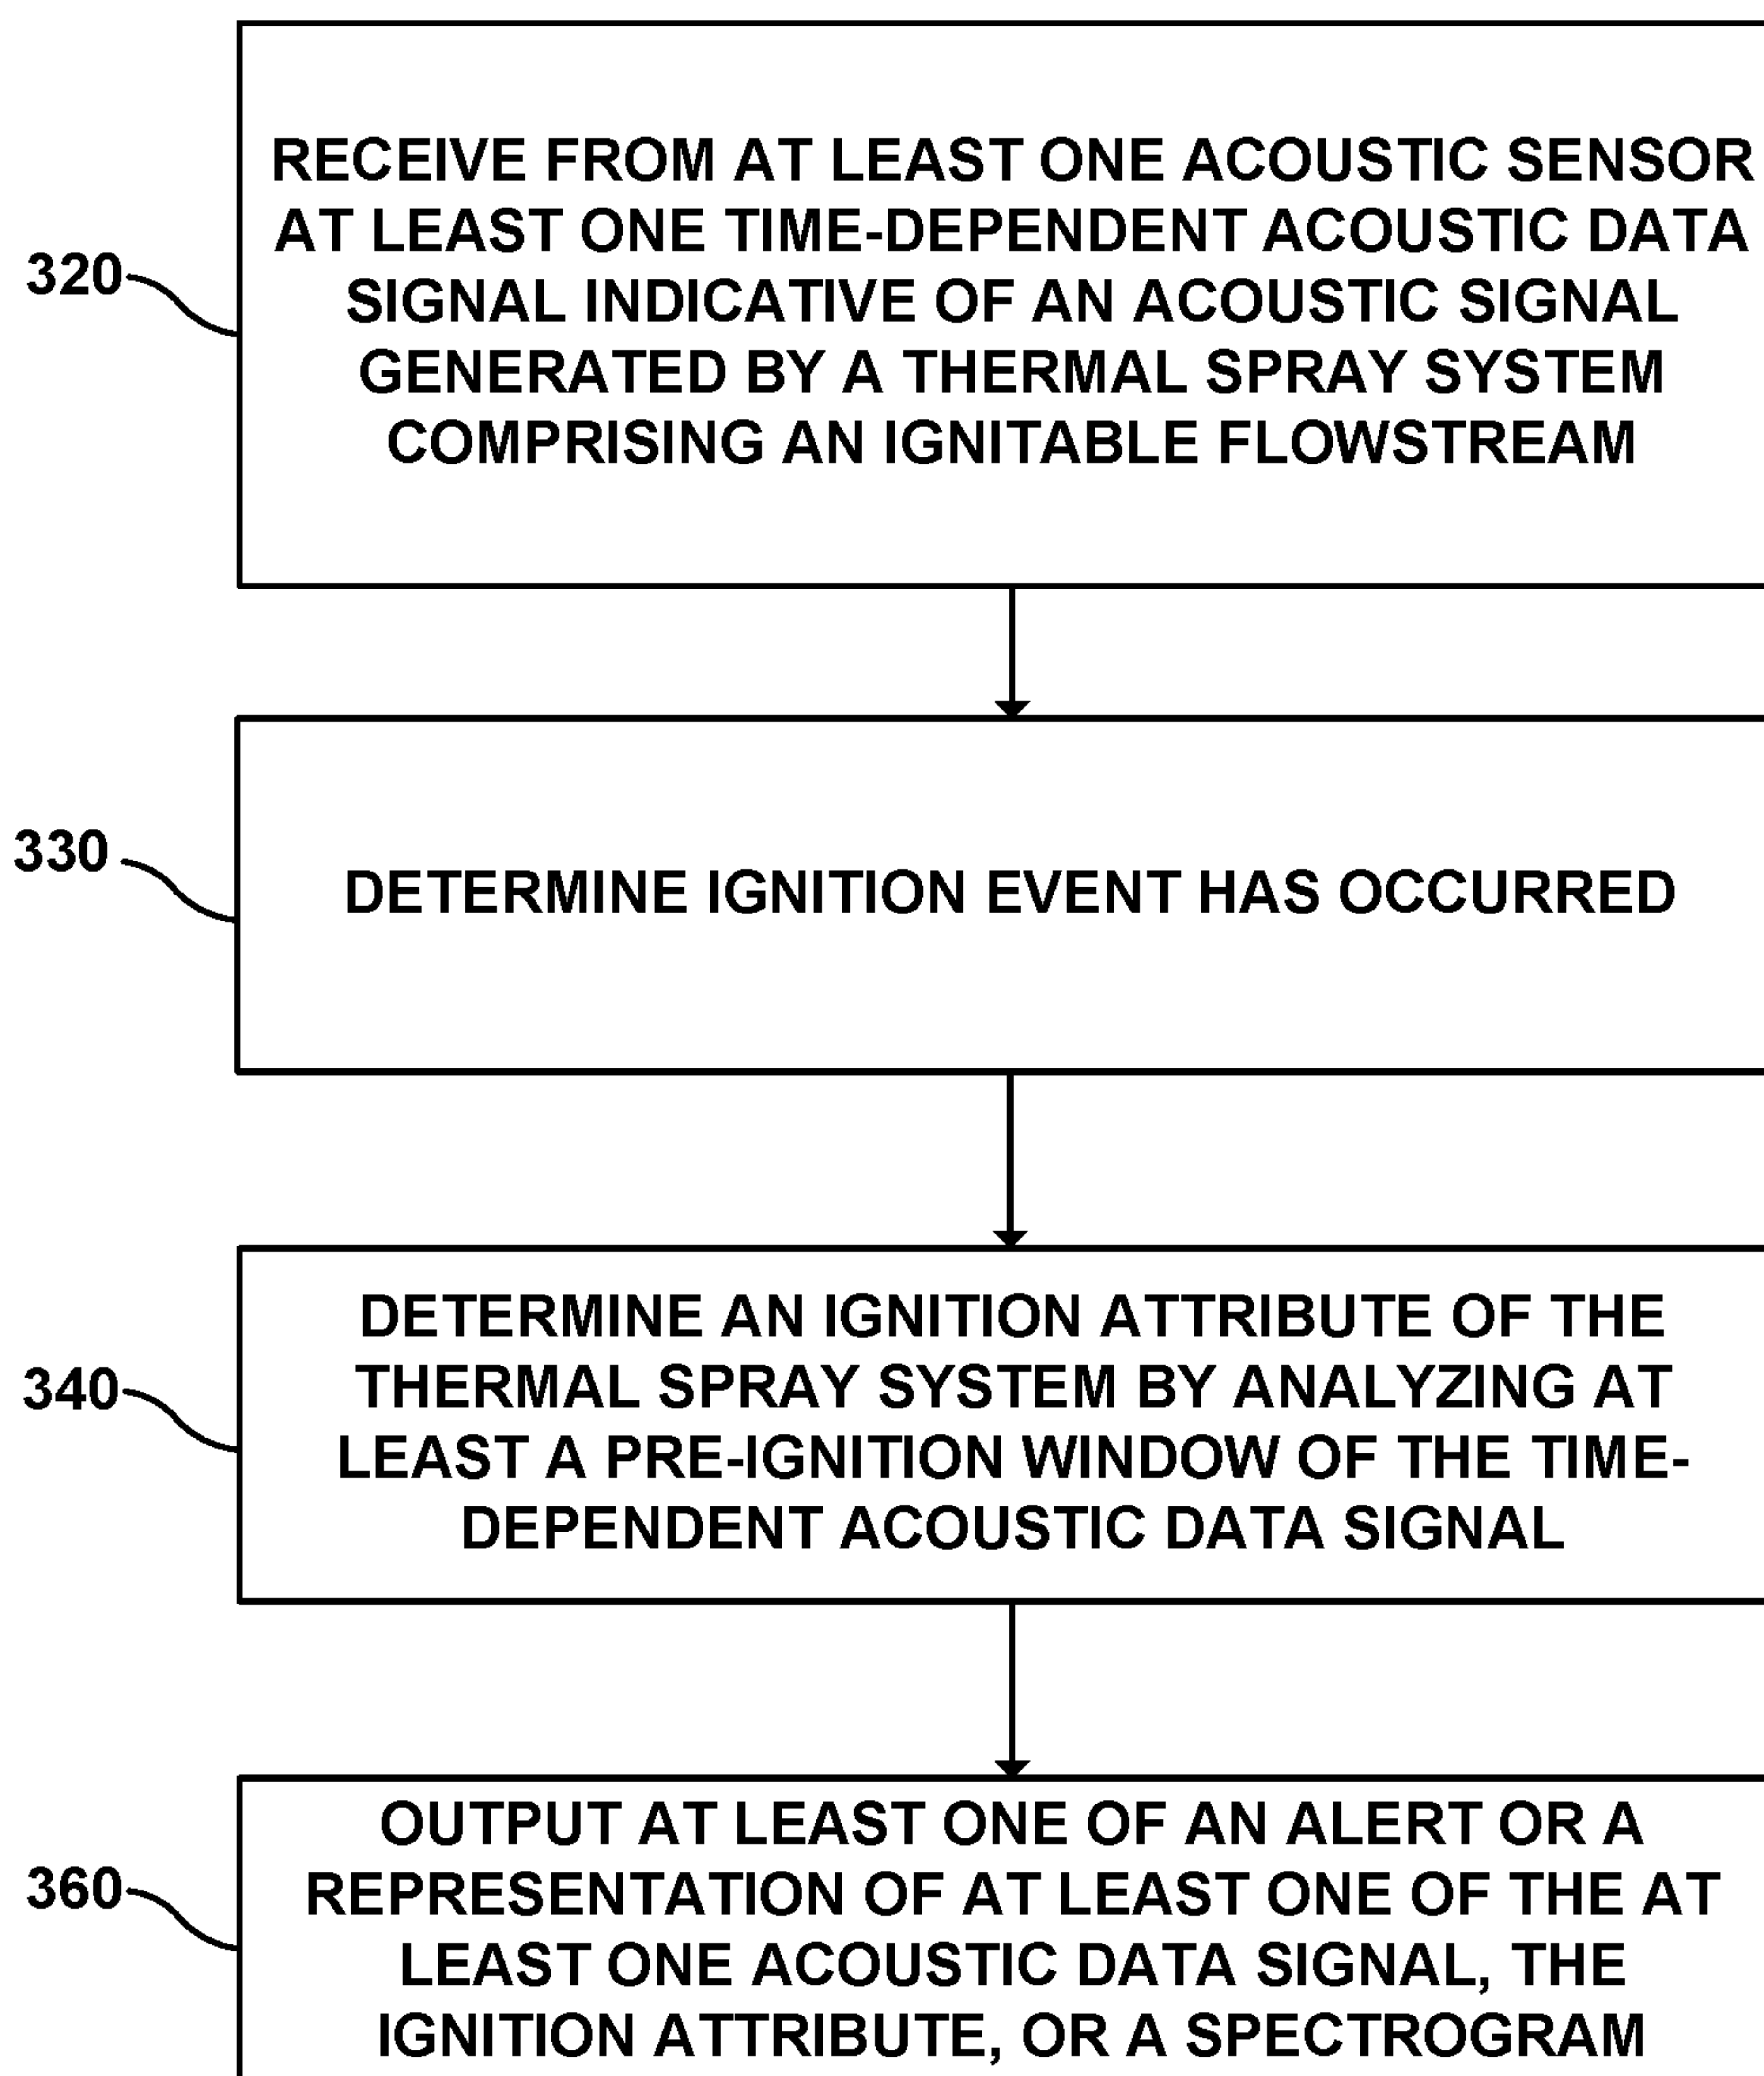 RECEIVE FROM AT LEAST ONE ACOUSTIC SENSOR
AT LEAST ONE TIME-DEPENDENT ACOUSTIC DATA
320
SIGNAL INDICATIVE OF AN ACOUSTIC SIGNAL
GENERATED BY A THERMAL SPRAY SYSTEM
COMPRISING AN IGNITABLE FLOWSTREAM
330
DETERMINE IGNITION EVENT HAS OCCURRED
DETERMINE AN IGNITION ATTRIBUTE OF THE
340
THERMAL SPRAY SYSTEM BY ANALYZING AT
LEAST A PRE-IGNITION WINDOW OF THE TIME-
DEPENDENT ACOUSTIC DATA SIGNAL
OUTPUT AT LEAST ONE OF AN ALERT OR A
360
REPRESENTATION OF AT LEAST ONE OF THE AT
LEAST ONE ACOUSTIC DATA SIGNAL, THE
IGNITION ATTRIBUTE, OR A SPECTROGRAM